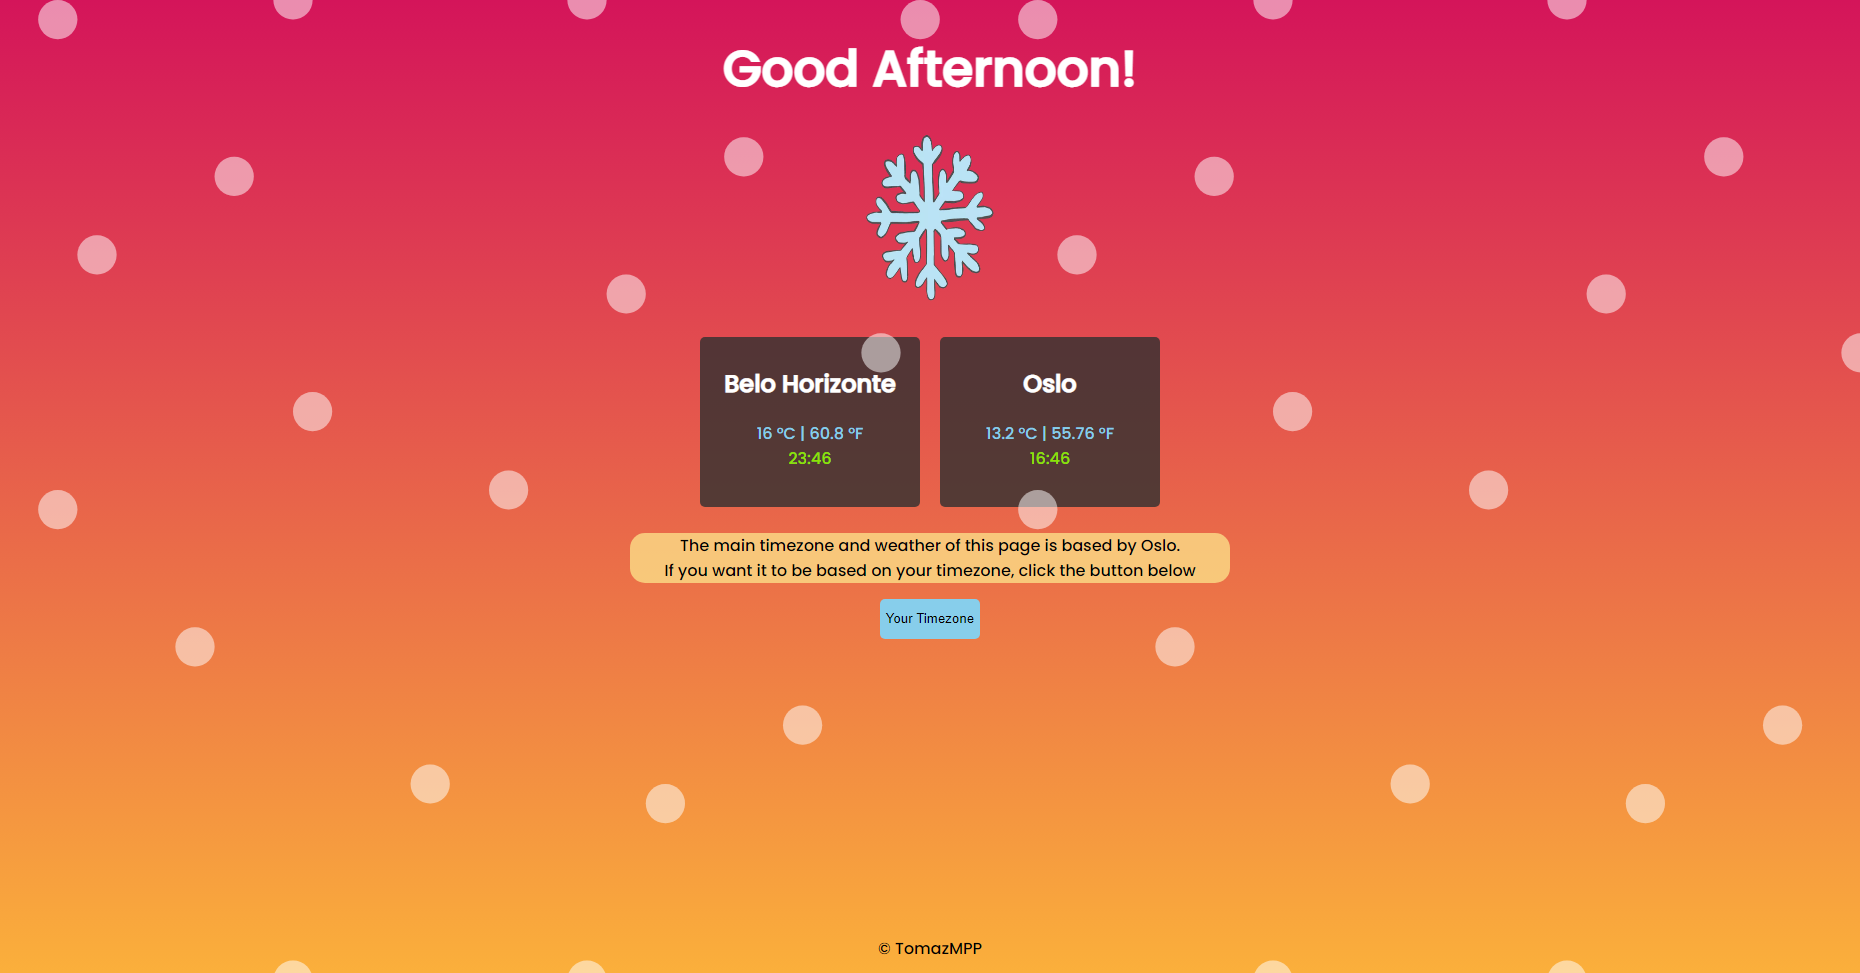 Good Afternoon!
Belo Horizonte
16 °C | 60.8 °F
23:46
Oslo
13.2 °C | 55.76 °F
16:46
The main timezone and weather of this page is based by Oslo.
If you want it to be based on your timezone, click the button below
Your Timezone
© TomazMPP